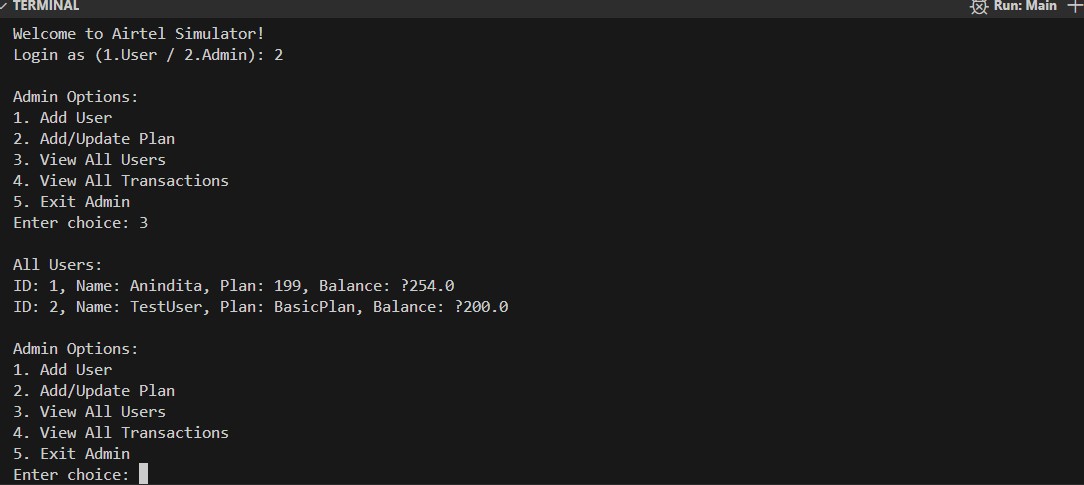 TERMINAL
Run: Main
Welcome to Airtel Simulator!
Login as (1.User / 2.Admin): 2
Admin Options:
1. Add User
2. Add/Update Plan
3. View All Users
4. View All Transactions
5. Exit Admin
Enter choice: 3
All Users:
ID: 1, Name: Anindita, Plan: 199, Balance: ?254.0
ID: 2, Name: TestUser, Plan: BasicPlan, Balance: ?200.0
Admin Options:
1. Add User
2. Add/Update Plan
3. View All Users
4. View All Transactions
5. Exit Admin
Enter choice: